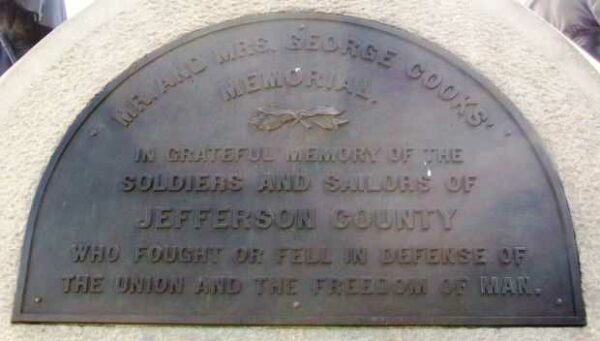 MR. AND MRS. GEORGE COOKS'
MEMORIAL.
IN GRATEFUL MEMORY OF THE
SOLDIERS AND SAILORS OF
JEFFERSON COUNTY
WHO FOUGHT OR FELL IN DEFENSE OF
THE UNION AND THE FREEDOM OF MAN.